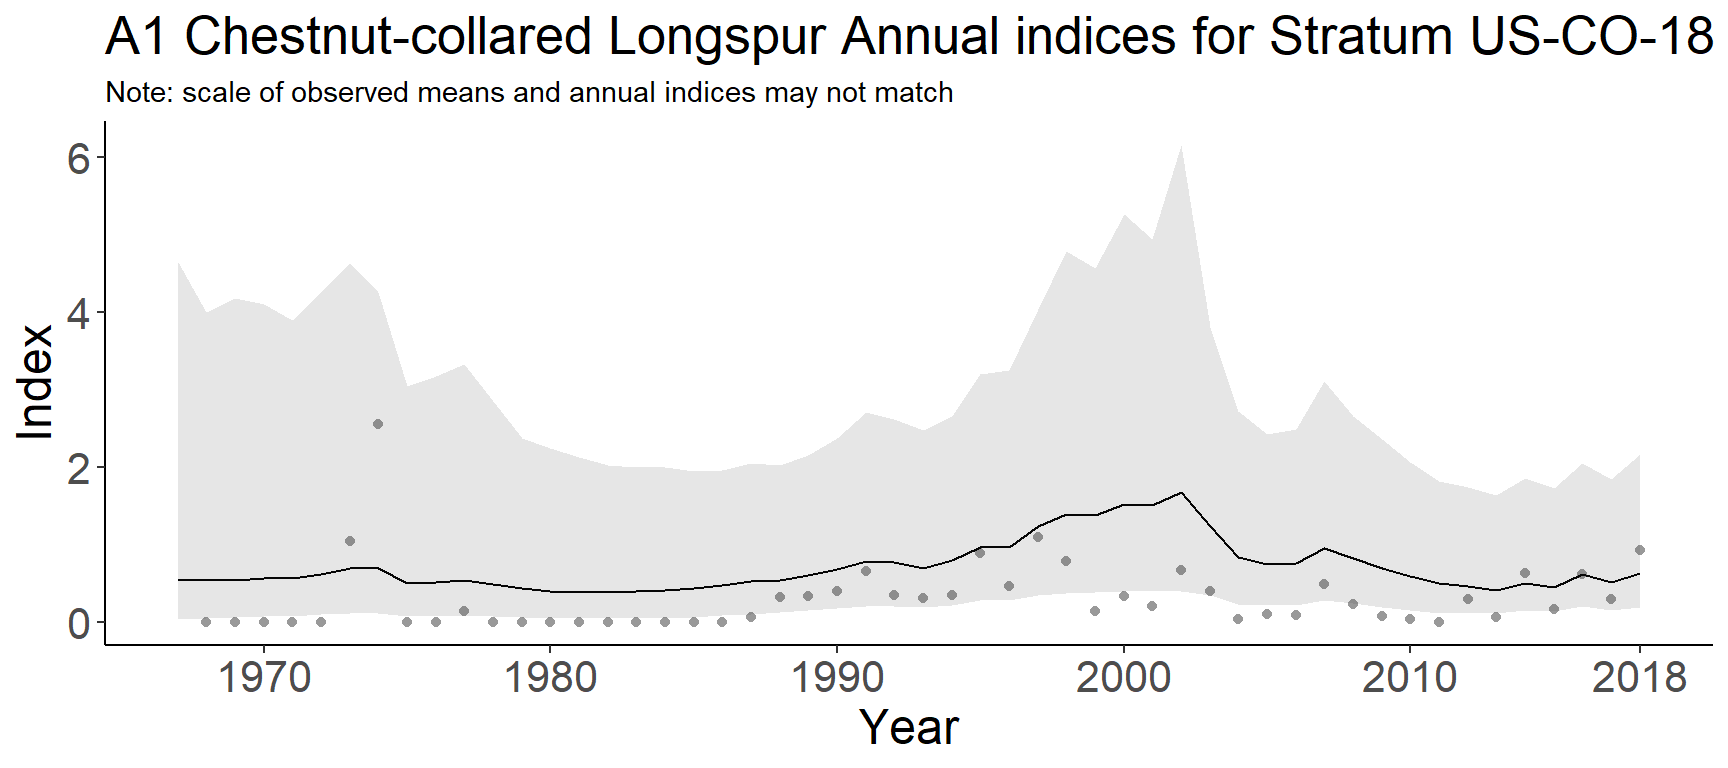 A1 Chestnut-collared Longspur Annual indices for Stratum US-CO-18
Note: scale of observed means and annual indices may not match
6
4
2
0
Index
1970 1980 1990 2000 2010 2018
Year